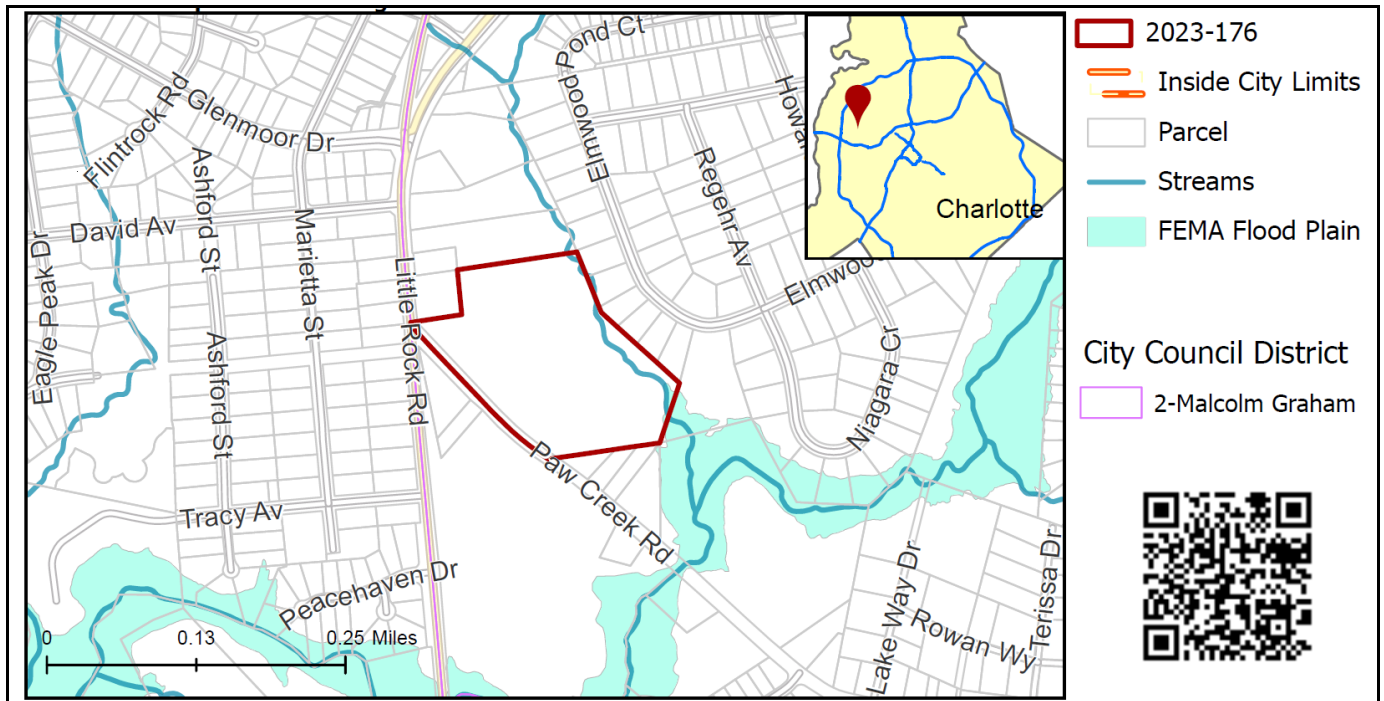 Pond Ct
Elmwood
Howar
Flintrock Rd
Glenmoor Dr
Ashford St
Regehr Av
Charlotte
David Av
Marietta St
Eagle Peak Dr
Little Rock Rd
Elmwoo
Ashford St
Niagara Cr
Paw Creek Rd
Tracy Av
Peacehaven Dr
Lake Way Dr
Rowan Wy
Terissa Dr
0 0.13 0.25 Miles
2023-176
Inside City Limits
Parcel
Streams
FEMA Flood Plain
City Council District
2-Malcolm Graham